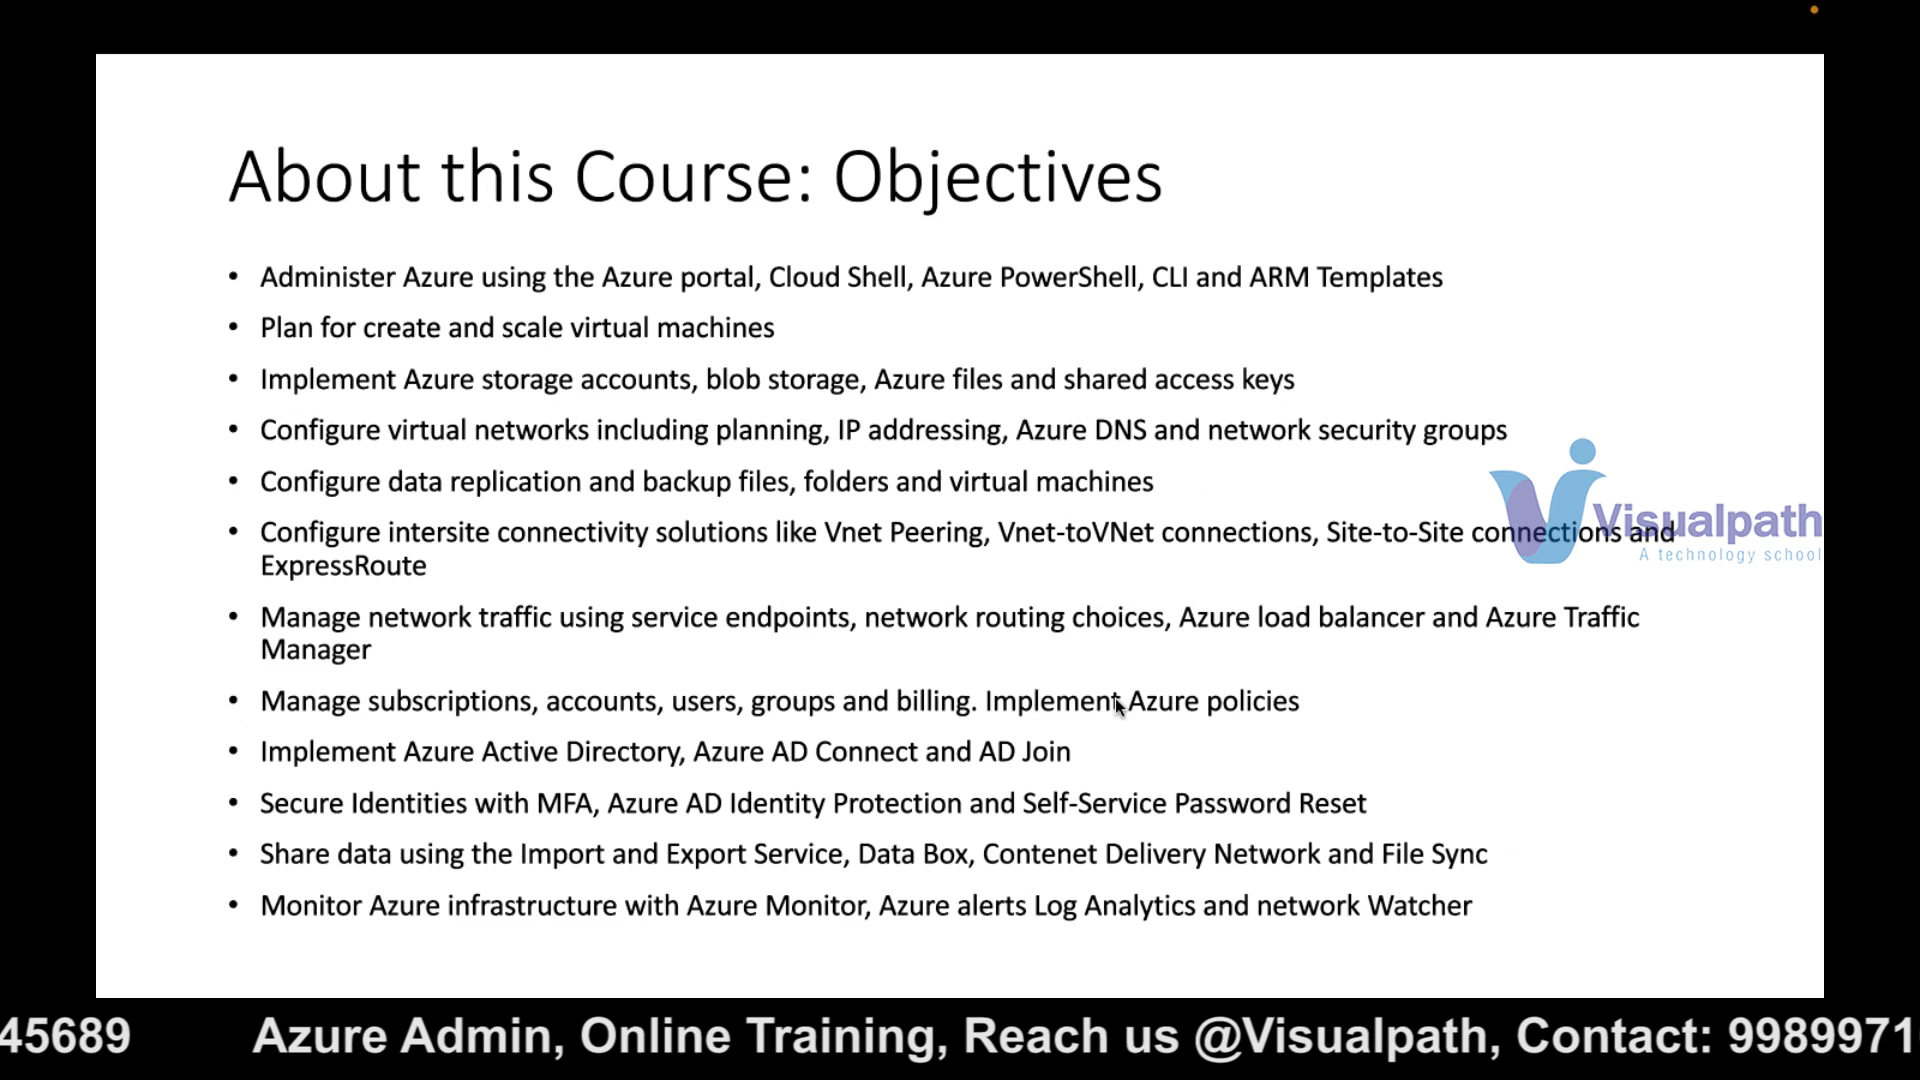 About this Course: Objectives
• Administer Azure using the Azure portal, Cloud Shell, Azure PowerShell, CLI and ARM Templates
• Plan for create and scale virtual machines
• Implement Azure storage accounts, blob storage, Azure files and shared access keys
• Configure virtual networks including planning, IP addressing, Azure DNS and network security groups
• Configure data replication and backup files, folders and virtual machines
• Configure intersite connectivity solutions like Vnet Peering, Vnet-toVNet connections, Site-to-Site connections and
ExpressRoute
Visualpath
A technology school
• Manage network traffic using service endpoints, network routing choices, Azure load balancer and Azure Traffic
Manager
• Manage subscriptions, accounts, users, groups and billing. Implement Azure policies
• Implement Azure Active Directory, Azure AD Connect and AD Join
• Secure Identities with MFA, Azure AD Identity Protection and Self-Service Password Reset
• Share data using the Import and Export Service, Data Box, Contenet Delivery Network and File Sync
• Monitor Azure infrastructure with Azure Monitor, Azure alerts Log Analytics and network Watcher
45689 Azure Admin, Online Training, Reach us @Visualpath, Contact: 9989971